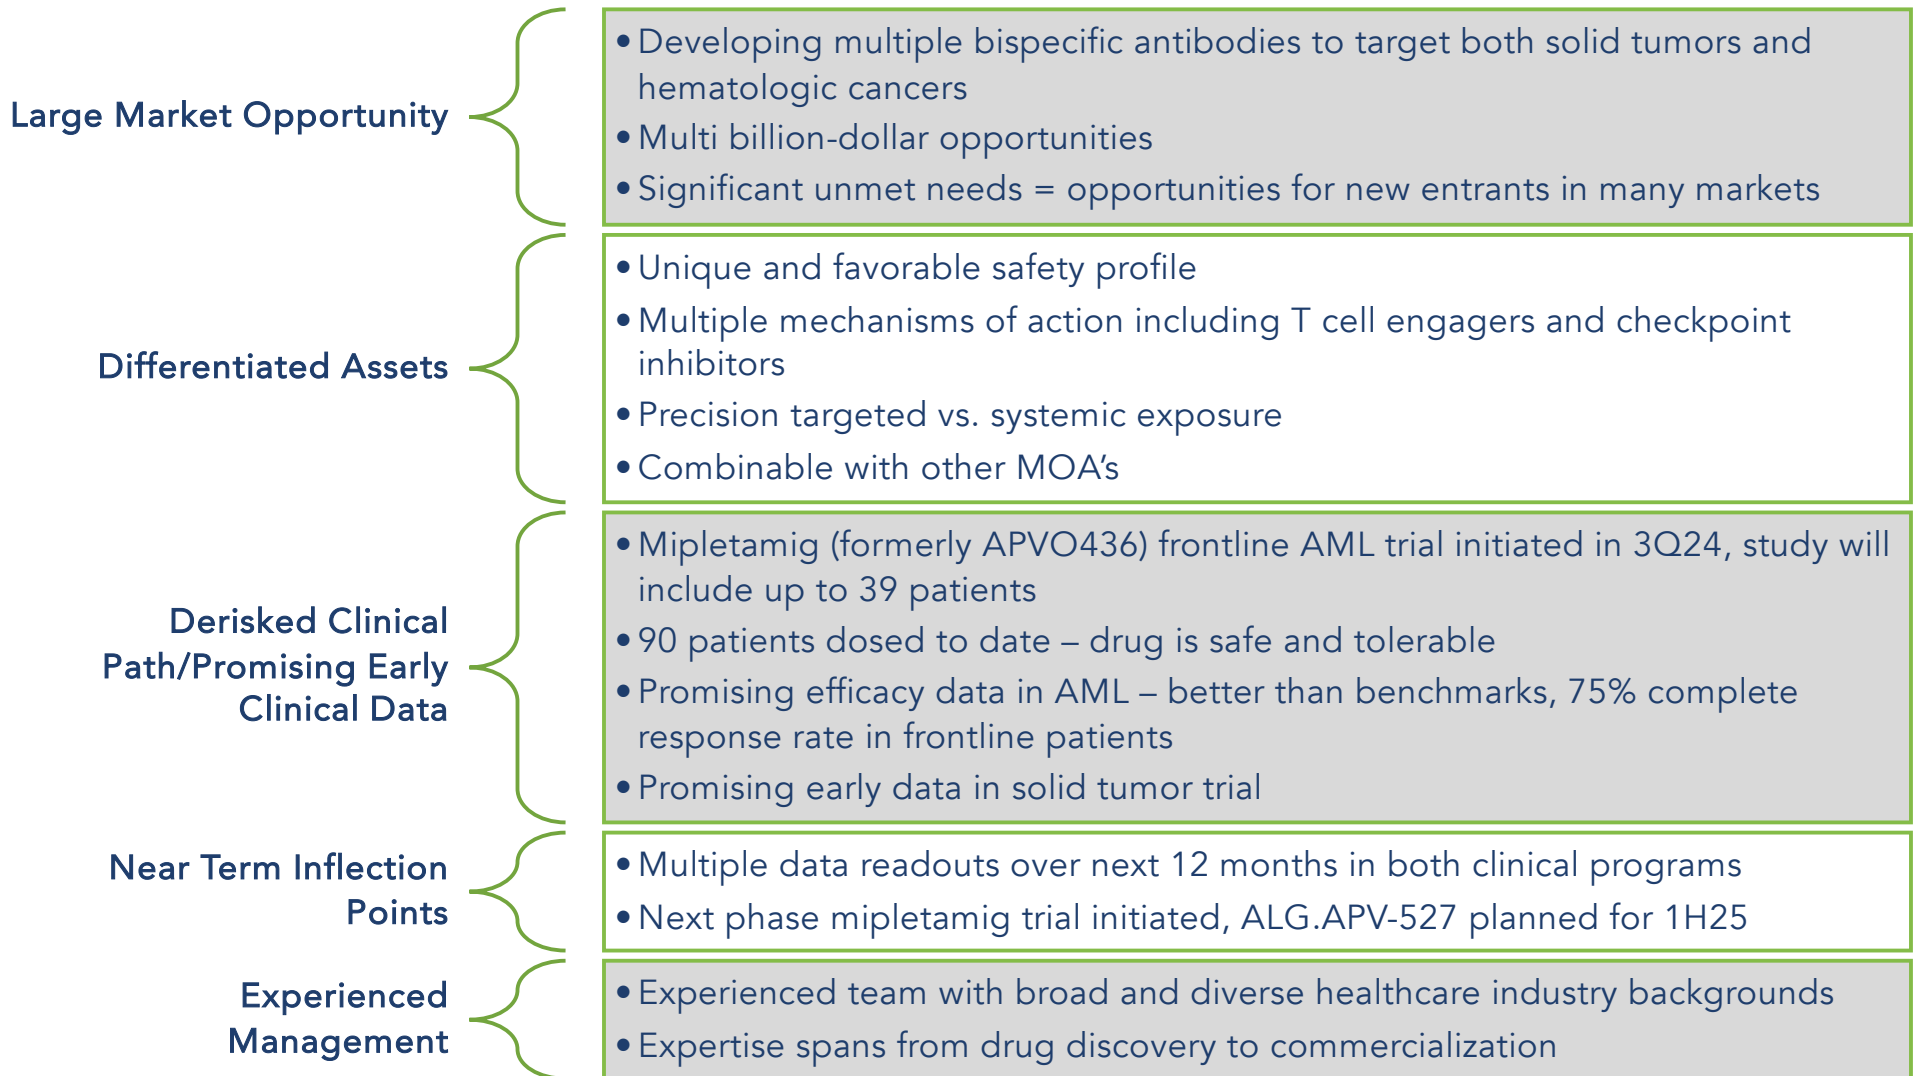 Large Market Opportunity
• Developing multiple bispecific antibodies to target both solid tumors and
hematologic cancers
• Multi billion-dollar opportunities
• Significant unmet needs = opportunities for new entrants in many markets
Differentiated Assets
• Unique and favorable safety profile
• Multiple mechanisms of action including T cell engagers and checkpoint
inhibitors
• Precision targeted vs. systemic exposure
• Combinable with other MOA’s
Derisked Clinical
Path/Promising Early
Clinical Data
• Mipletamig (formerly APVO436) frontline AML trial initiated in 3Q24, study will
include up to 39 patients
• 90 patients dosed to date – drug is safe and tolerable
• Promising efficacy data in AML – better than benchmarks, 75% complete
response rate in frontline patients
• Promising early data in solid tumor trial
Near Term Inflection
Points
• Multiple data readouts over next 12 months in both clinical programs
• Next phase mipletamig trial initiated, ALG.APV-527 planned for 1H25
Experienced
Management
• Experienced team with broad and diverse healthcare industry backgrounds
• Expertise spans from drug discovery to commercialization